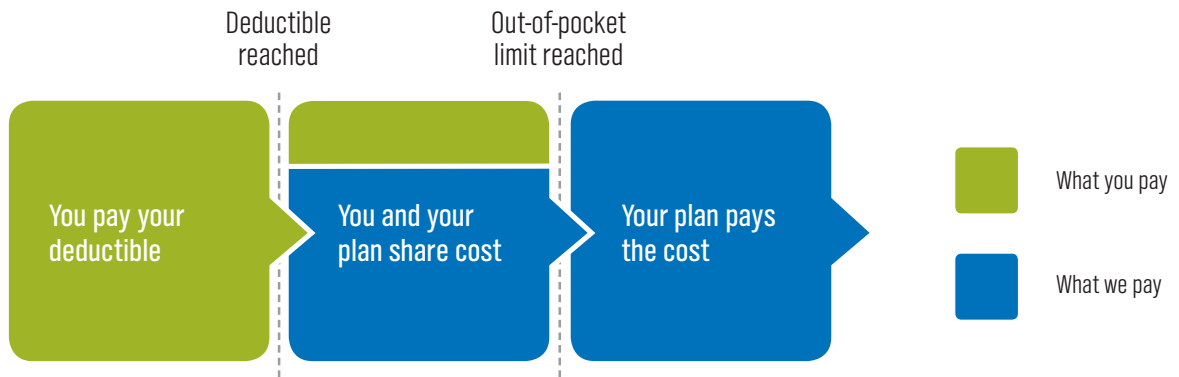 Deductible
reached
Out-of-pocket
limit reached
You pay your
deductible
You and your
plan share cost
Your plan pays
the cost
What you pay
What we pay